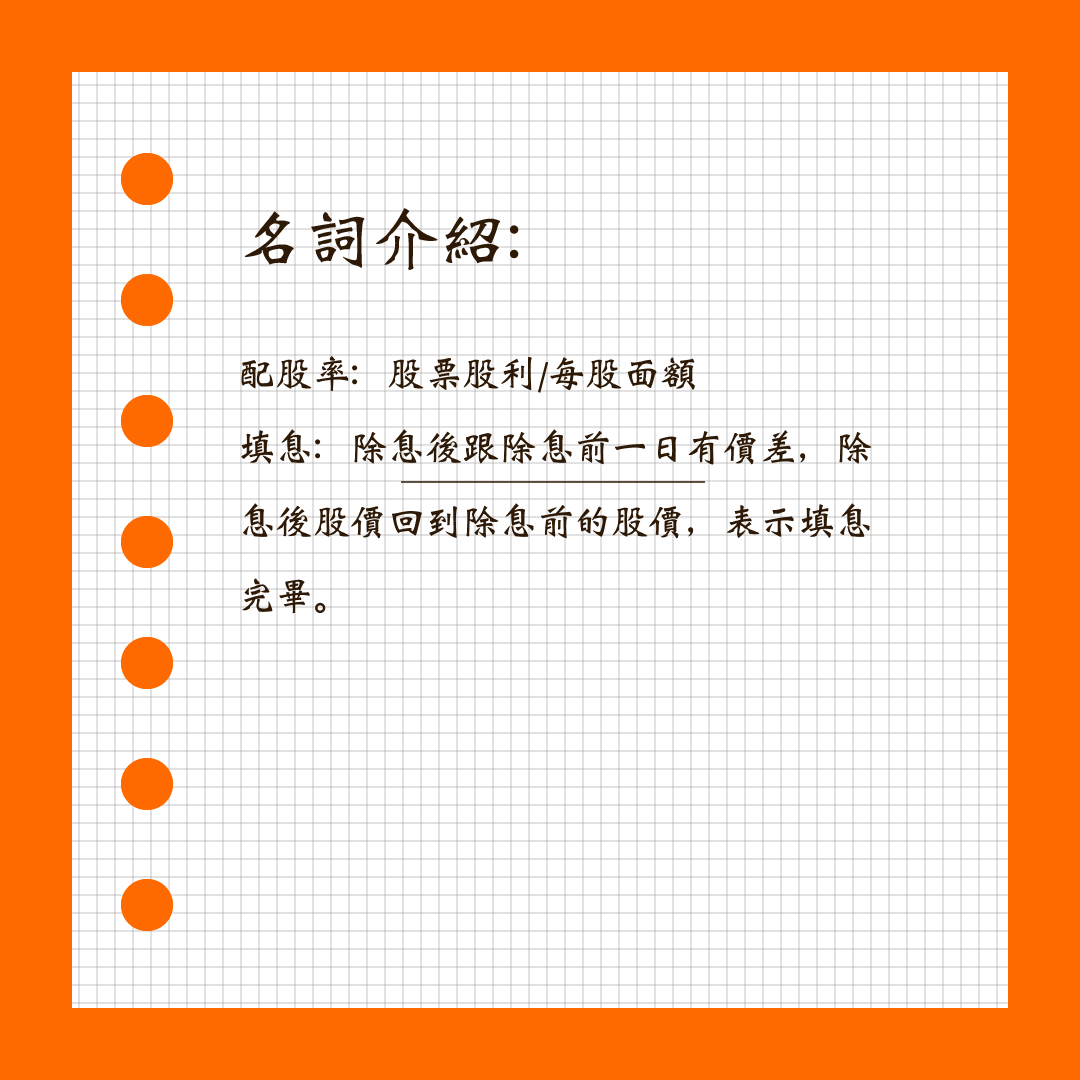 名詞介紹:
配股率: 股票股利/每股面額
填息: 除息後跟除息前一日有價差, 除
息後股價回到除息前的股價, 表示填息
完畢。